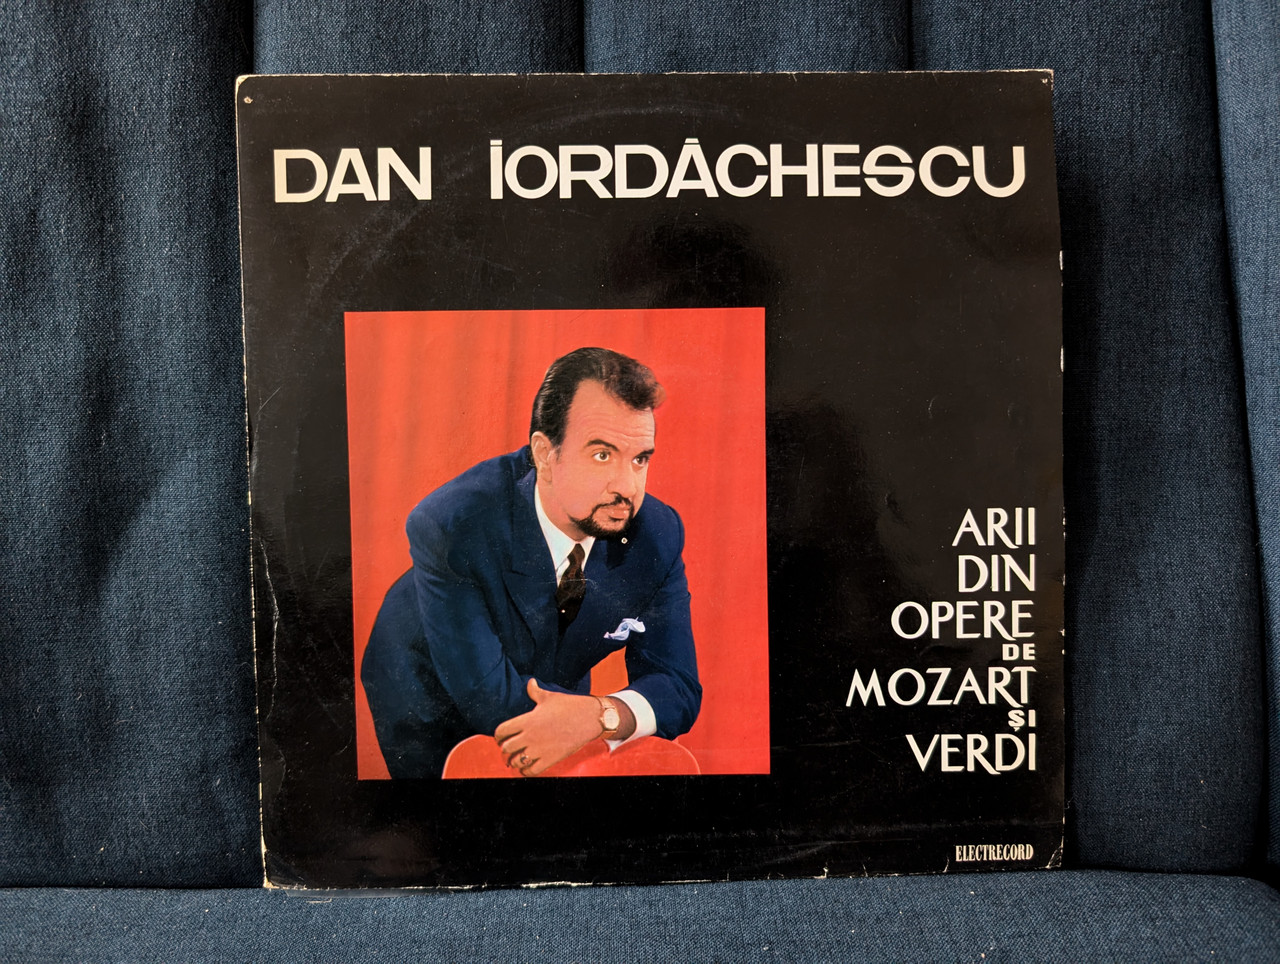 DAN IORDĂCHESCU
ARII
DIN
OPERE
DE
MOZART
ȘI
VERDI
ELECTRECORD